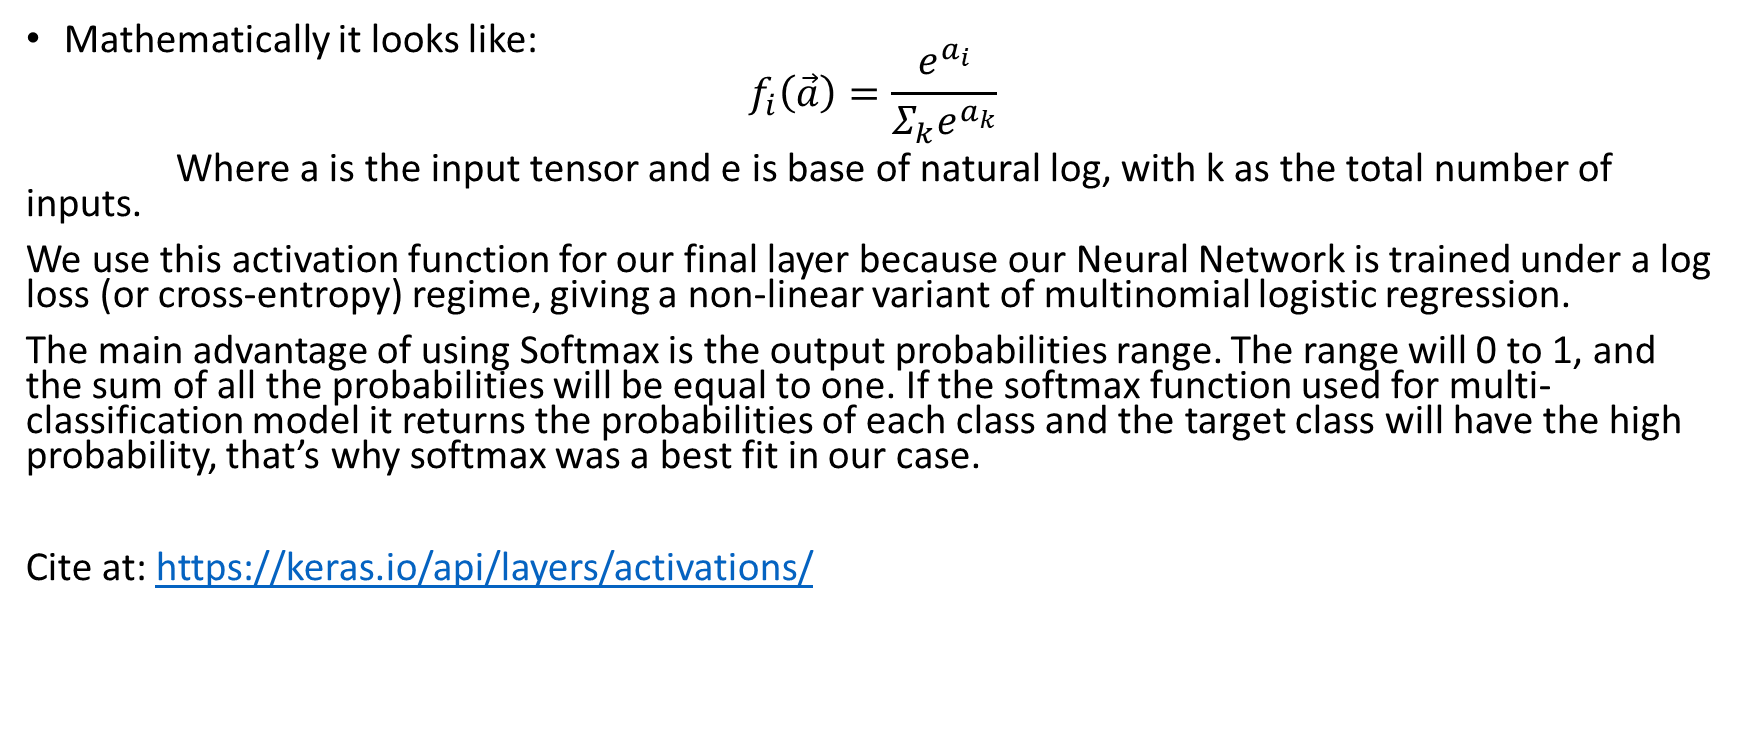 • Mathematically it looks like:
f_i(a⃗) = e^{a_i} / Σ_k e^{a_k}
Where a is the input tensor and e is base of natural log, with k as the total number of
inputs.
We use this activation function for our final layer because our Neural Network is trained under a log
loss (or cross-entropy) regime, giving a non-linear variant of multinomial logistic regression.
The main advantage of using Softmax is the output probabilities range. The range will 0 to 1, and
the sum of all the probabilities will be equal to one. If the softmax function used for multi-
classification model it returns the probabilities of each class and the target class will have the high
probability, that’s why softmax was a best fit in our case.
Cite at: https://keras.io/api/layers/activations/